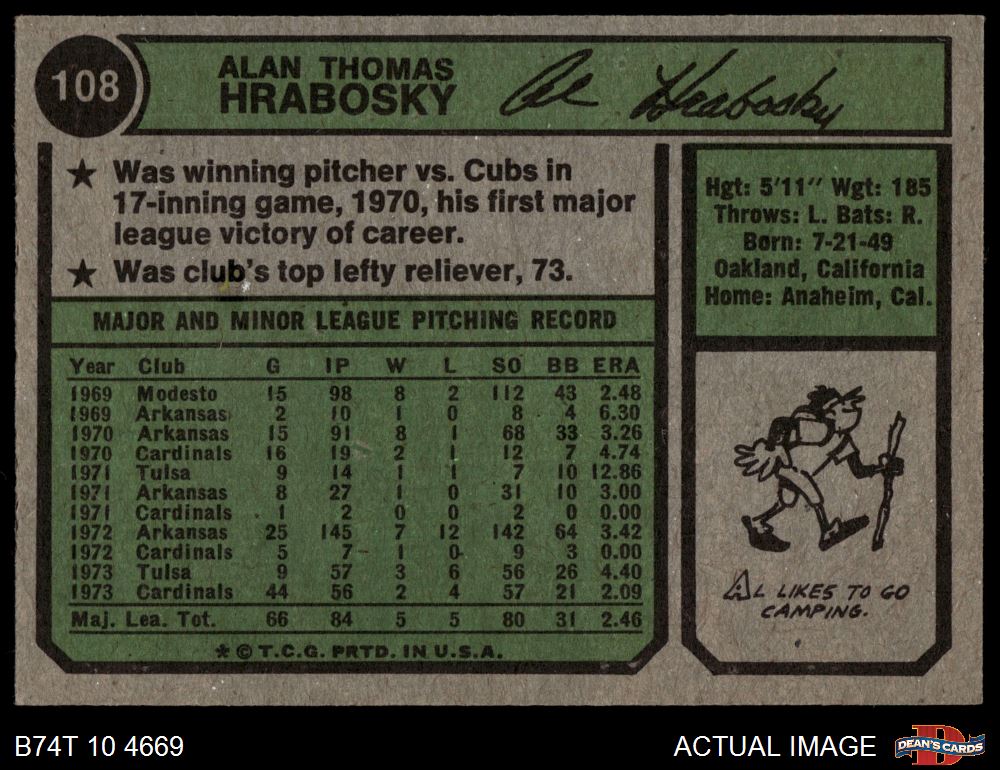 108
ALAN THOMAS
HRABOSKY
Al Hrabosky
★ Was winning pitcher vs. Cubs in
17-inning game, 1970, his first major
league victory of career.
★ Was club's top lefty reliever, 73.
Hgt: 5'11" Wgt: 185
Throws: L. Bats: R.
Born: 7-21-49
Oakland, California
Home: Anaheim, Cal.
MAJOR AND MINOR LEAGUE PITCHING RECORD
Year Club G IP W L SO BB ERA
1969 Modesto 15 98 8 2 112 43 2.48
1969 Arkansas 2 10 1 0 8 4 6.30
1970 Arkansas 15 91 8 1 68 33 3.26
1970 Cardinals 16 19 2 1 12 7 4.74
1971 Tulsa 9 14 1 1 7 10 12.86
1971 Arkansas 8 27 1 0 31 10 3.00
1971 Cardinals 1 2 0 0 2 0 0.00
1972 Arkansas 25 145 7 12 142 64 3.42
1972 Cardinals 5 7 1 0 9 3 0.00
1973 Tulsa 9 57 3 6 56 26 4.40
1973 Cardinals 44 56 2 4 57 21 2.09
Maj. Lea. Tot. 66 84 5 5 80 31 2.46
* © T.C.G. PRTD. IN U.S.A.
AL LIKES TO GO
CAMPING.
B74T 10 4669
ACTUAL IMAGE
DEAN'S CARDS